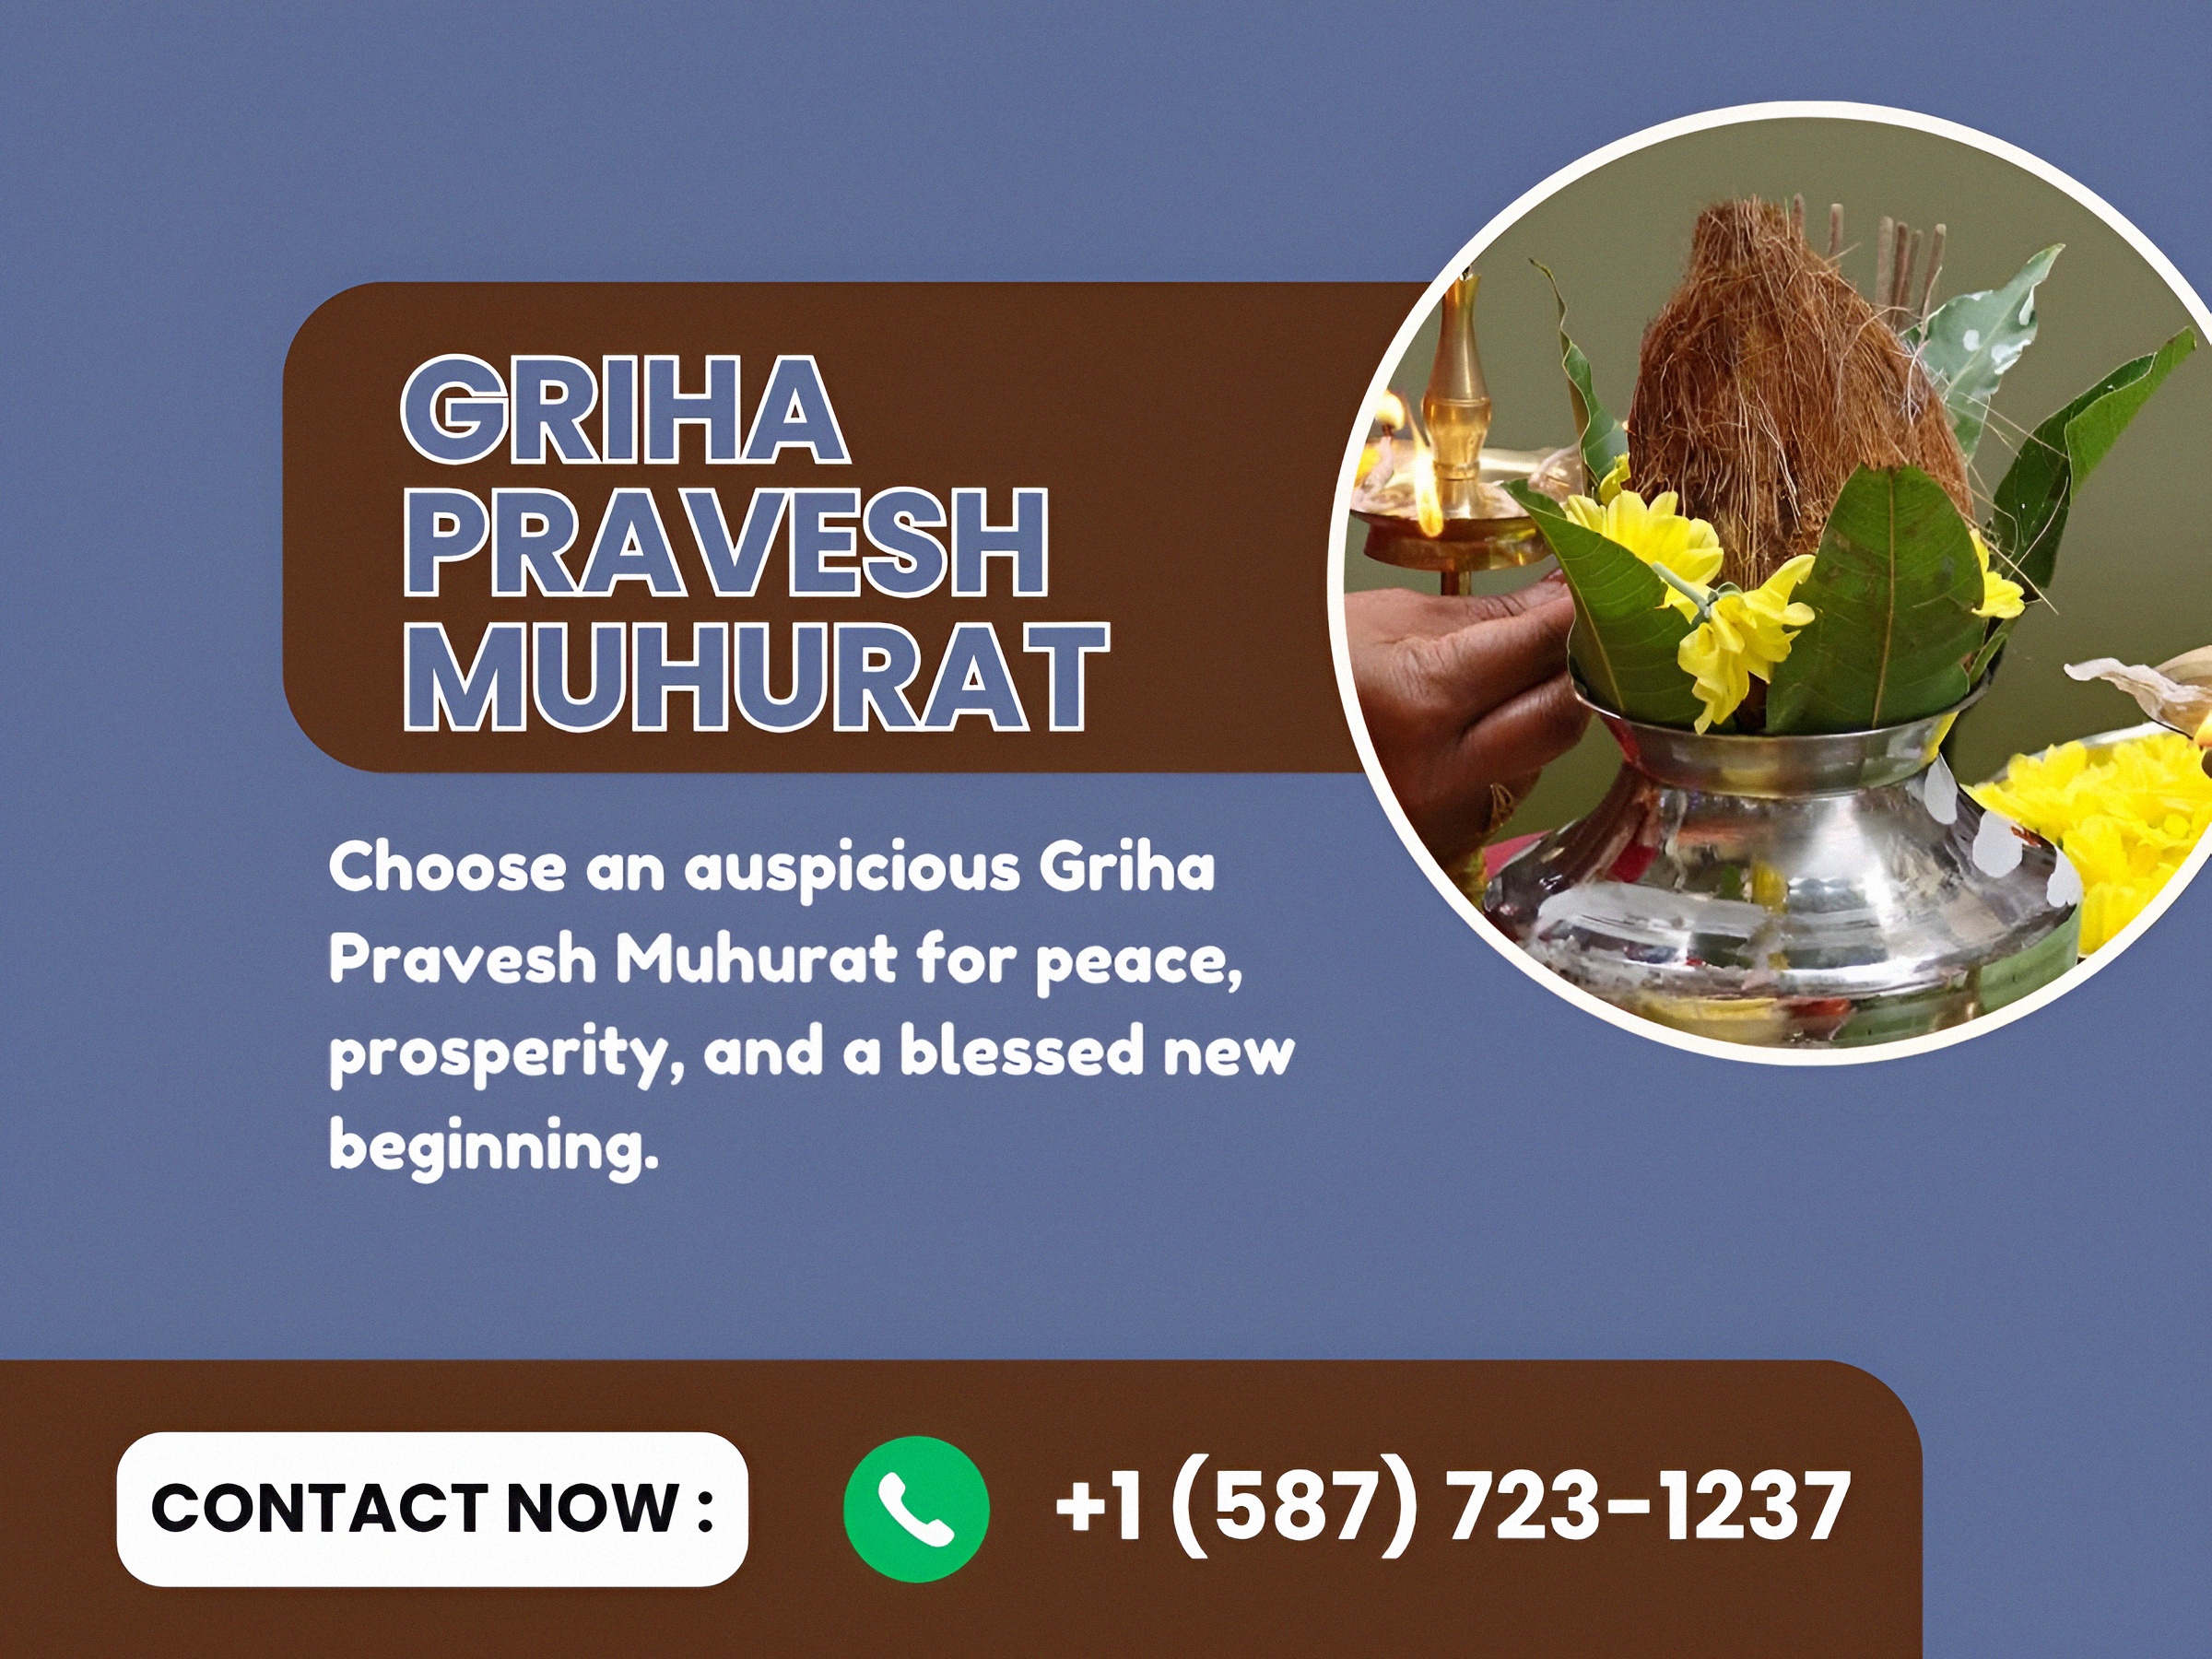 GRIHA
PRAVESH
MUHURAT
Choose an auspicious Griha
Pravesh Muhurat for peace,
prosperity, and a blessed new
beginning.
CONTACT NOW :
+1 (587) 723-1237